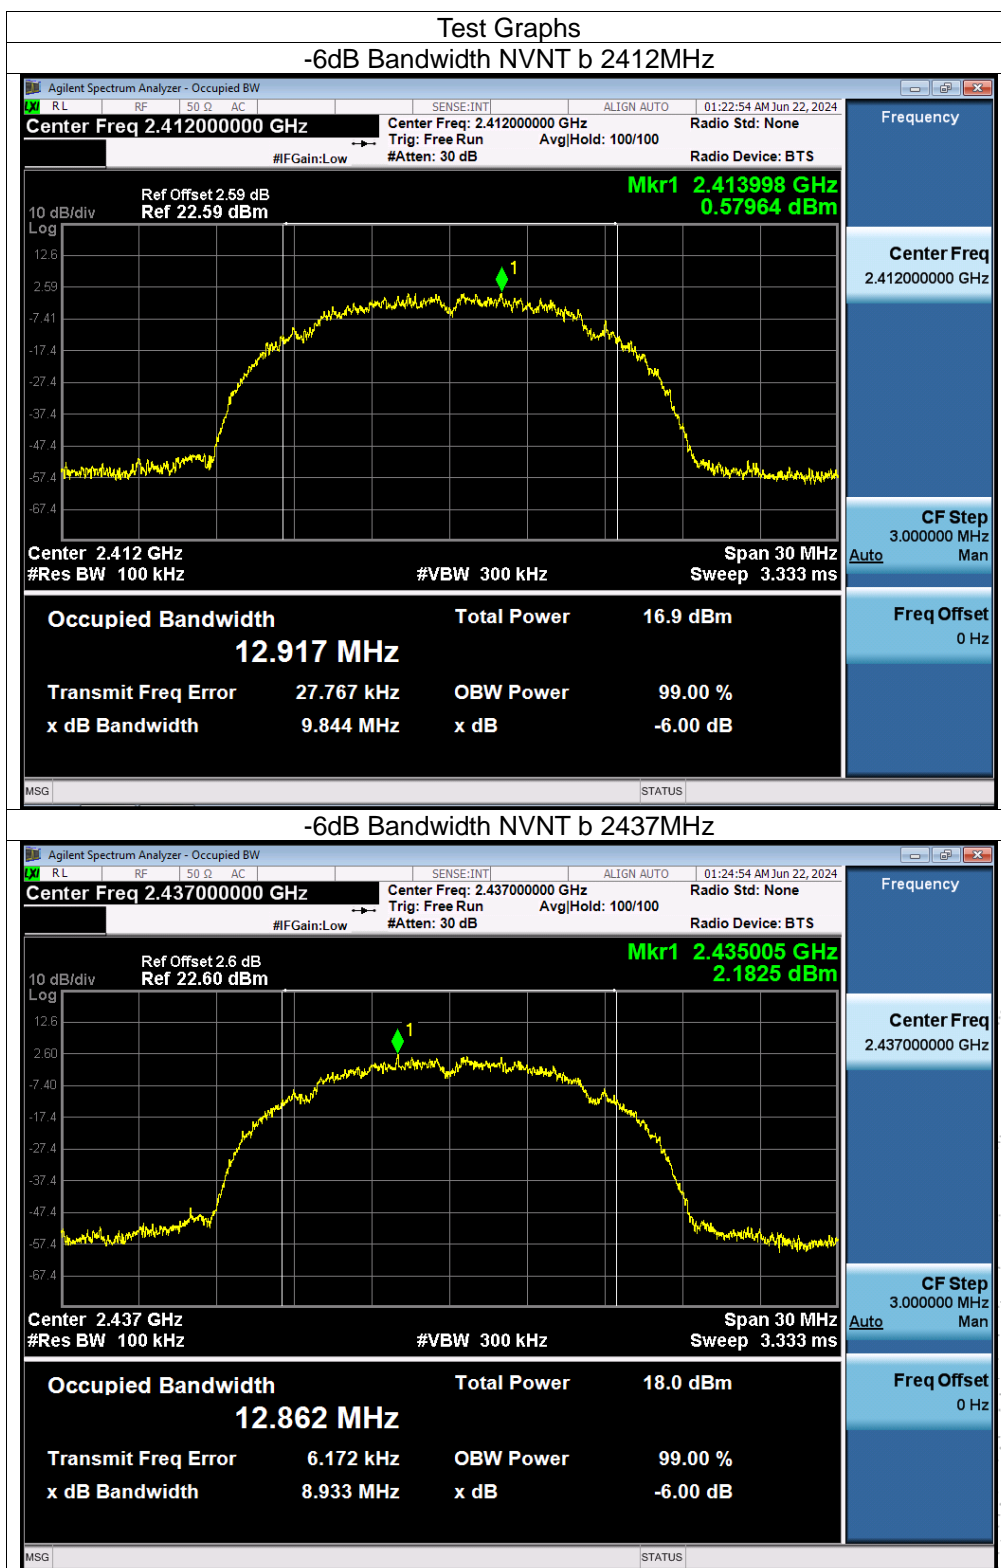 Test Graphs
-6dB Bandwidth NVNT b 2412MHz
Agilent Spectrum Analyzer - Occupied BW
LXI RL RF 50 Ω AC SENSE:INT ALIGN AUTO 01:22:54 AM Jun 22, 2024
Center Freq 2.412000000 GHz
Center Freq: 2.412000000 GHz
Radio Std: None
Trig: Free Run Avg|Hold: 100/100
#IFGain:Low #Atten: 30 dB Radio Device: BTS
Frequency
Mkr1 2.413998 GHz
0.57964 dBm
Ref Offset 2.59 dB
10 dB/div Ref 22.59 dBm
Log
12.6
2.59
-7.41
-17.4
-27.4
-37.4
-47.4
-57.4
-67.4
1
Center Freq
2.412000000 GHz
Center 2.412 GHz Span 30 MHz
#Res BW 100 kHz #VBW 300 kHz Sweep 3.333 ms
CF Step
3.000000 MHz
Auto Man
Occupied Bandwidth Total Power 16.9 dBm
12.917 MHz
Transmit Freq Error 27.767 kHz OBW Power 99.00 %
x dB Bandwidth 9.844 MHz x dB -6.00 dB
Freq Offset
0 Hz
MSG STATUS
-6dB Bandwidth NVNT b 2437MHz
Agilent Spectrum Analyzer - Occupied BW
LXI RL RF 50 Ω AC SENSE:INT ALIGN AUTO 01:24:54 AM Jun 22, 2024
Center Freq 2.437000000 GHz
Center Freq: 2.437000000 GHz
Radio Std: None
Trig: Free Run Avg|Hold: 100/100
#IFGain:Low #Atten: 30 dB Radio Device: BTS
Frequency
Mkr1 2.435005 GHz
2.1825 dBm
Ref Offset 2.6 dB
10 dB/div Ref 22.60 dBm
Log
12.6
2.60
-7.40
-17.4
-27.4
-37.4
-47.4
-57.4
-67.4
1
Center Freq
2.437000000 GHz
Center 2.437 GHz Span 30 MHz
#Res BW 100 kHz #VBW 300 kHz Sweep 3.333 ms
CF Step
3.000000 MHz
Auto Man
Occupied Bandwidth Total Power 18.0 dBm
12.862 MHz
Transmit Freq Error 6.172 kHz OBW Power 99.00 %
x dB Bandwidth 8.933 MHz x dB -6.00 dB
Freq Offset
0 Hz
MSG STATUS